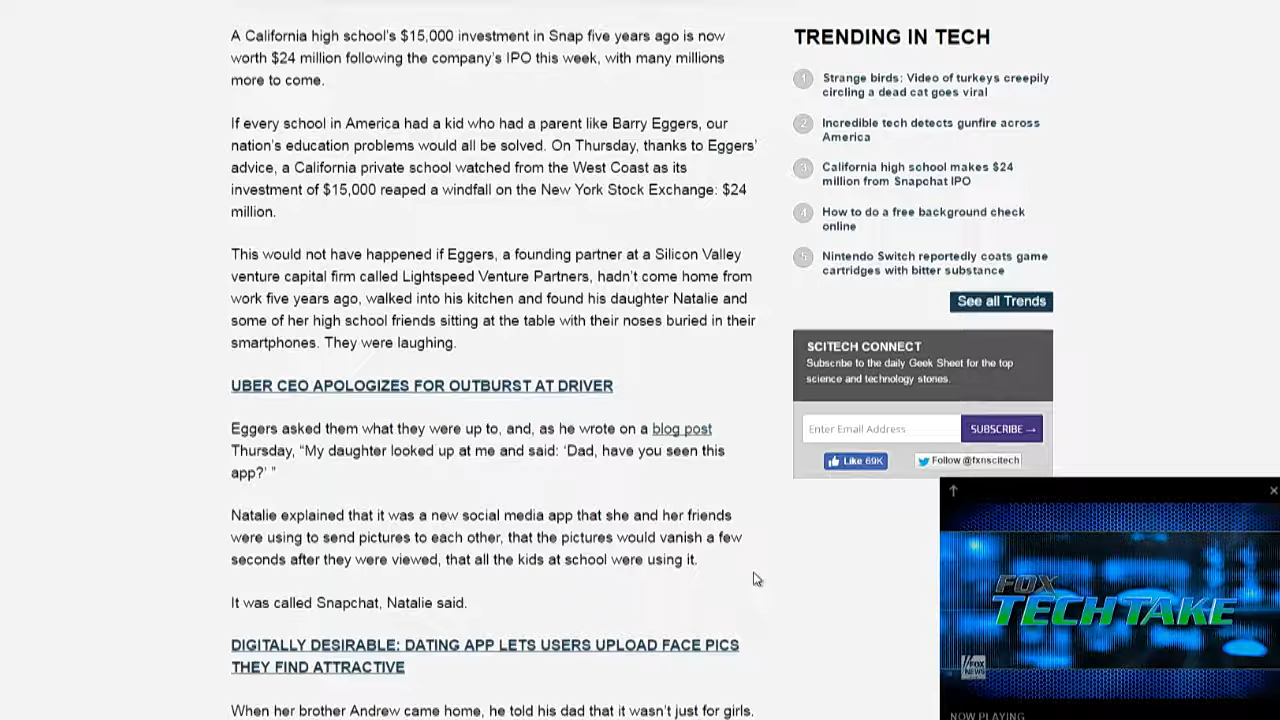 A California high school's $15,000 investment in Snap five years ago is now
worth $24 million following the company's IPO this week, with many millions
more to come.
If every school in America had a kid who had a parent like Barry Eggers, our
nation's education problems would all be solved. On Thursday, thanks to Eggers'
advice, a California private school watched from the West Coast as its
investment of $15,000 reaped a windfall on the New York Stock Exchange: $24
million.
This would not have happened if Eggers, a founding partner at a Silicon Valley
venture capital firm called Lightspeed Venture Partners, hadn't come home from
work five years ago, walked into his kitchen and found his daughter Natalie and
some of her high school friends sitting at the table with their noses buried in their
smartphones. They were laughing.
UBER CEO APOLOGIZES FOR OUTBURST AT DRIVER
Eggers asked them what they were up to, and, as he wrote on a blog post
Thursday, "My daughter looked up at me and said: 'Dad, have you seen this
app?' "
Natalie explained that it was a new social media app that she and her friends
were using to send pictures to each other, that the pictures would vanish a few
seconds after they were viewed, that all the kids at school were using it.
It was called Snapchat, Natalie said.
DIGITALLY DESIRABLE: DATING APP LETS USERS UPLOAD FACE PICS
THEY FIND ATTRACTIVE
When her brother Andrew came home, he told his dad that it wasn't just for girls.
TRENDING IN TECH
1 Strange birds: Video of turkeys creepily
circling a dead cat goes viral
2 Incredible tech detects gunfire across
America
3 California high school makes $24
million from Snapchat IPO
4 How to do a free background check
online
5 Nintendo Switch reportedly coats game
cartridges with bitter substance
See all Trends
SCITECH CONNECT
Subscribe to the daily Geek Sheet for the top
science and technology stories.
Enter Email Address SUBSCRIBE →
Like 69K Follow @fxnscitech
FOX
TECH TAKE
FOX
NEWS
NOW PLAYING